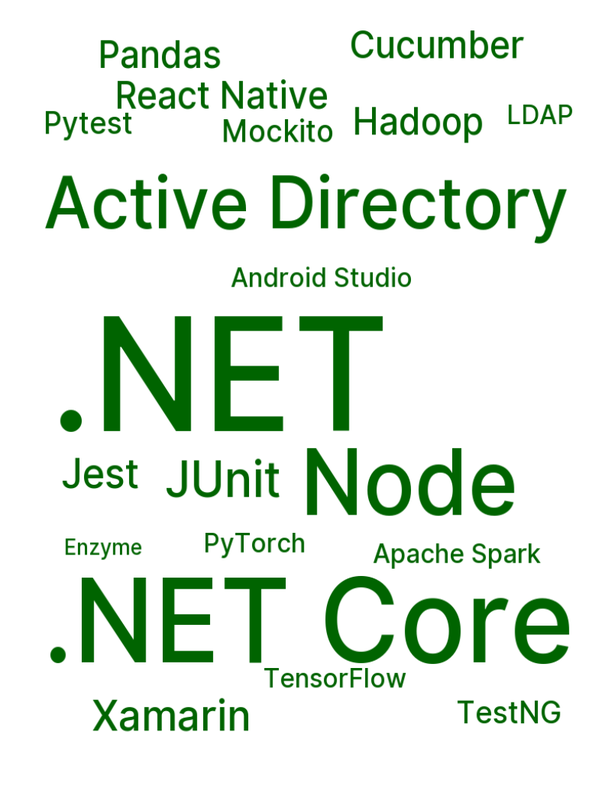 Pandas
Cucumber
React Native
Pytest
Mockito
Hadoop
LDAP
Active Directory
Android Studio
.NET
Jest
JUnit
Node
Enzyme
PyTorch
Apache Spark
.NET Core
TensorFlow
Xamarin
TestNG